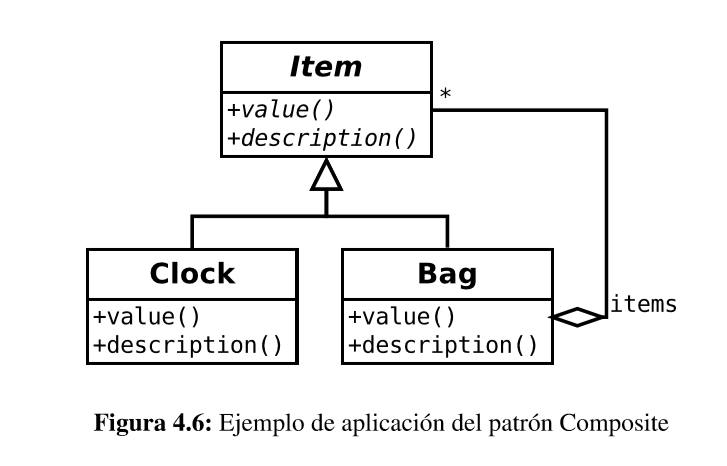 Item
*
+value()
+description()
Clock
+value()
+description()
Bag
+value()
+description()
items
Figura 4.6: Ejemplo de aplicación del patrón Composite